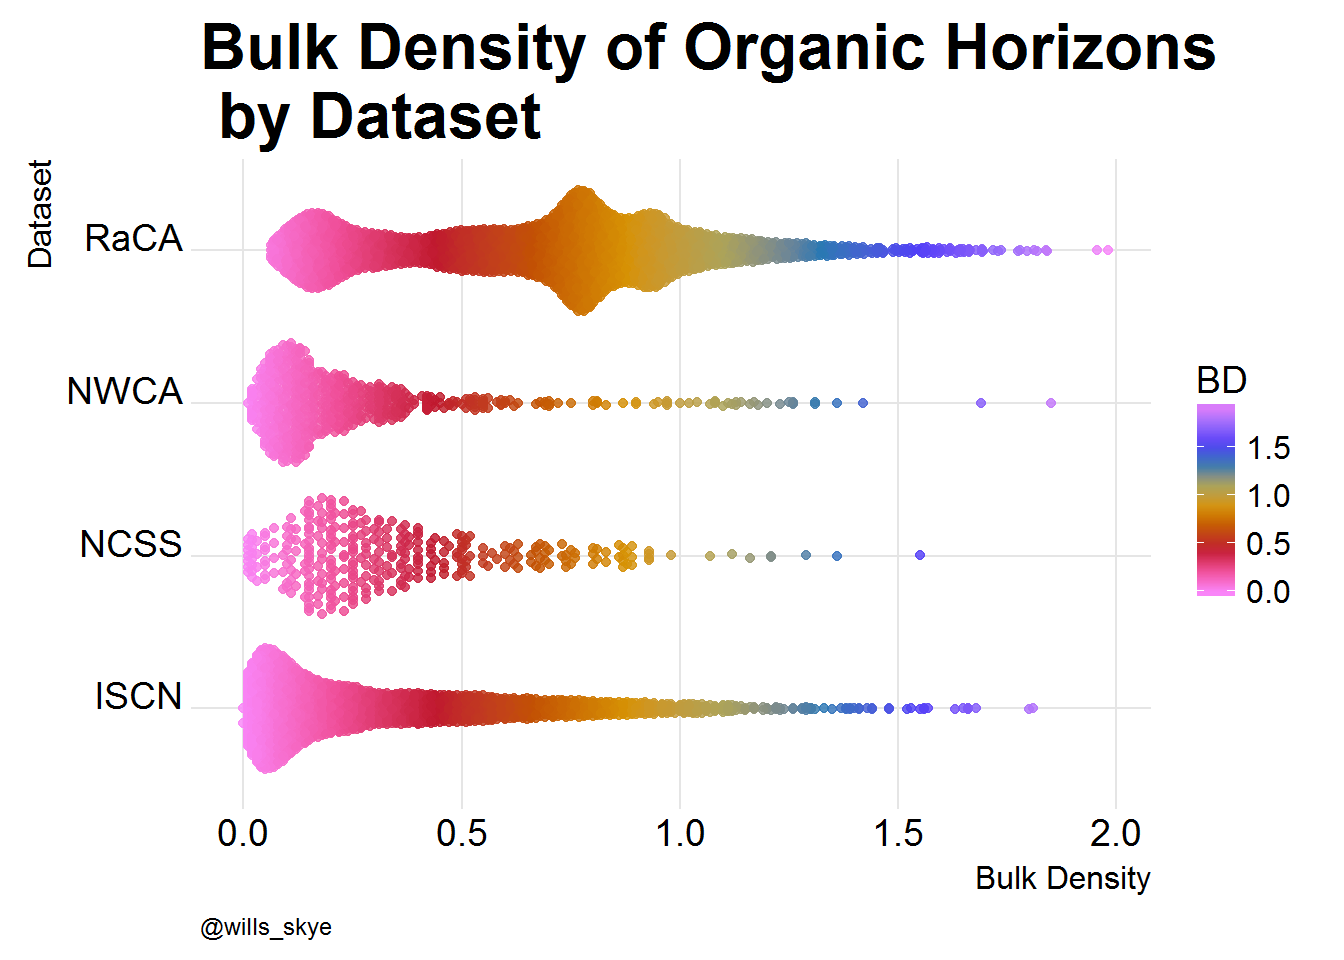 Bulk Density of Organic Horizons
by Dataset
Dataset
RaCA
NWCA
NCSS
ISCN
0.0 0.5 1.0 1.5 2.0
Bulk Density
BD
1.5
1.0
0.5
0.0
@wills_skye